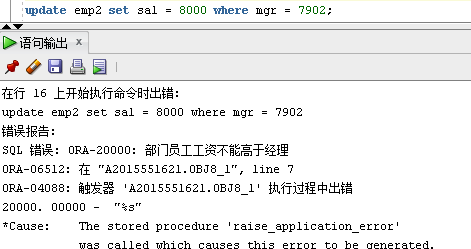 update emp2 set sal = 8000 where mgr = 7902;
语句输出 ×
在行 16 上开始执行命令时出错:
update emp2 set sal = 8000 where mgr = 7902
错误报告:
SQL 错误: ORA-20000: 部门员工工资不能高于经理
ORA-06512: 在 "A2015551621.OBJ8_1", line 7
ORA-04088: 触发器 'A2015551621.OBJ8_1' 执行过程中出错
20000. 00000 -  "%s"
*Cause:    The stored procedure 'raise_application_error'
was called which causes this error to be generated.